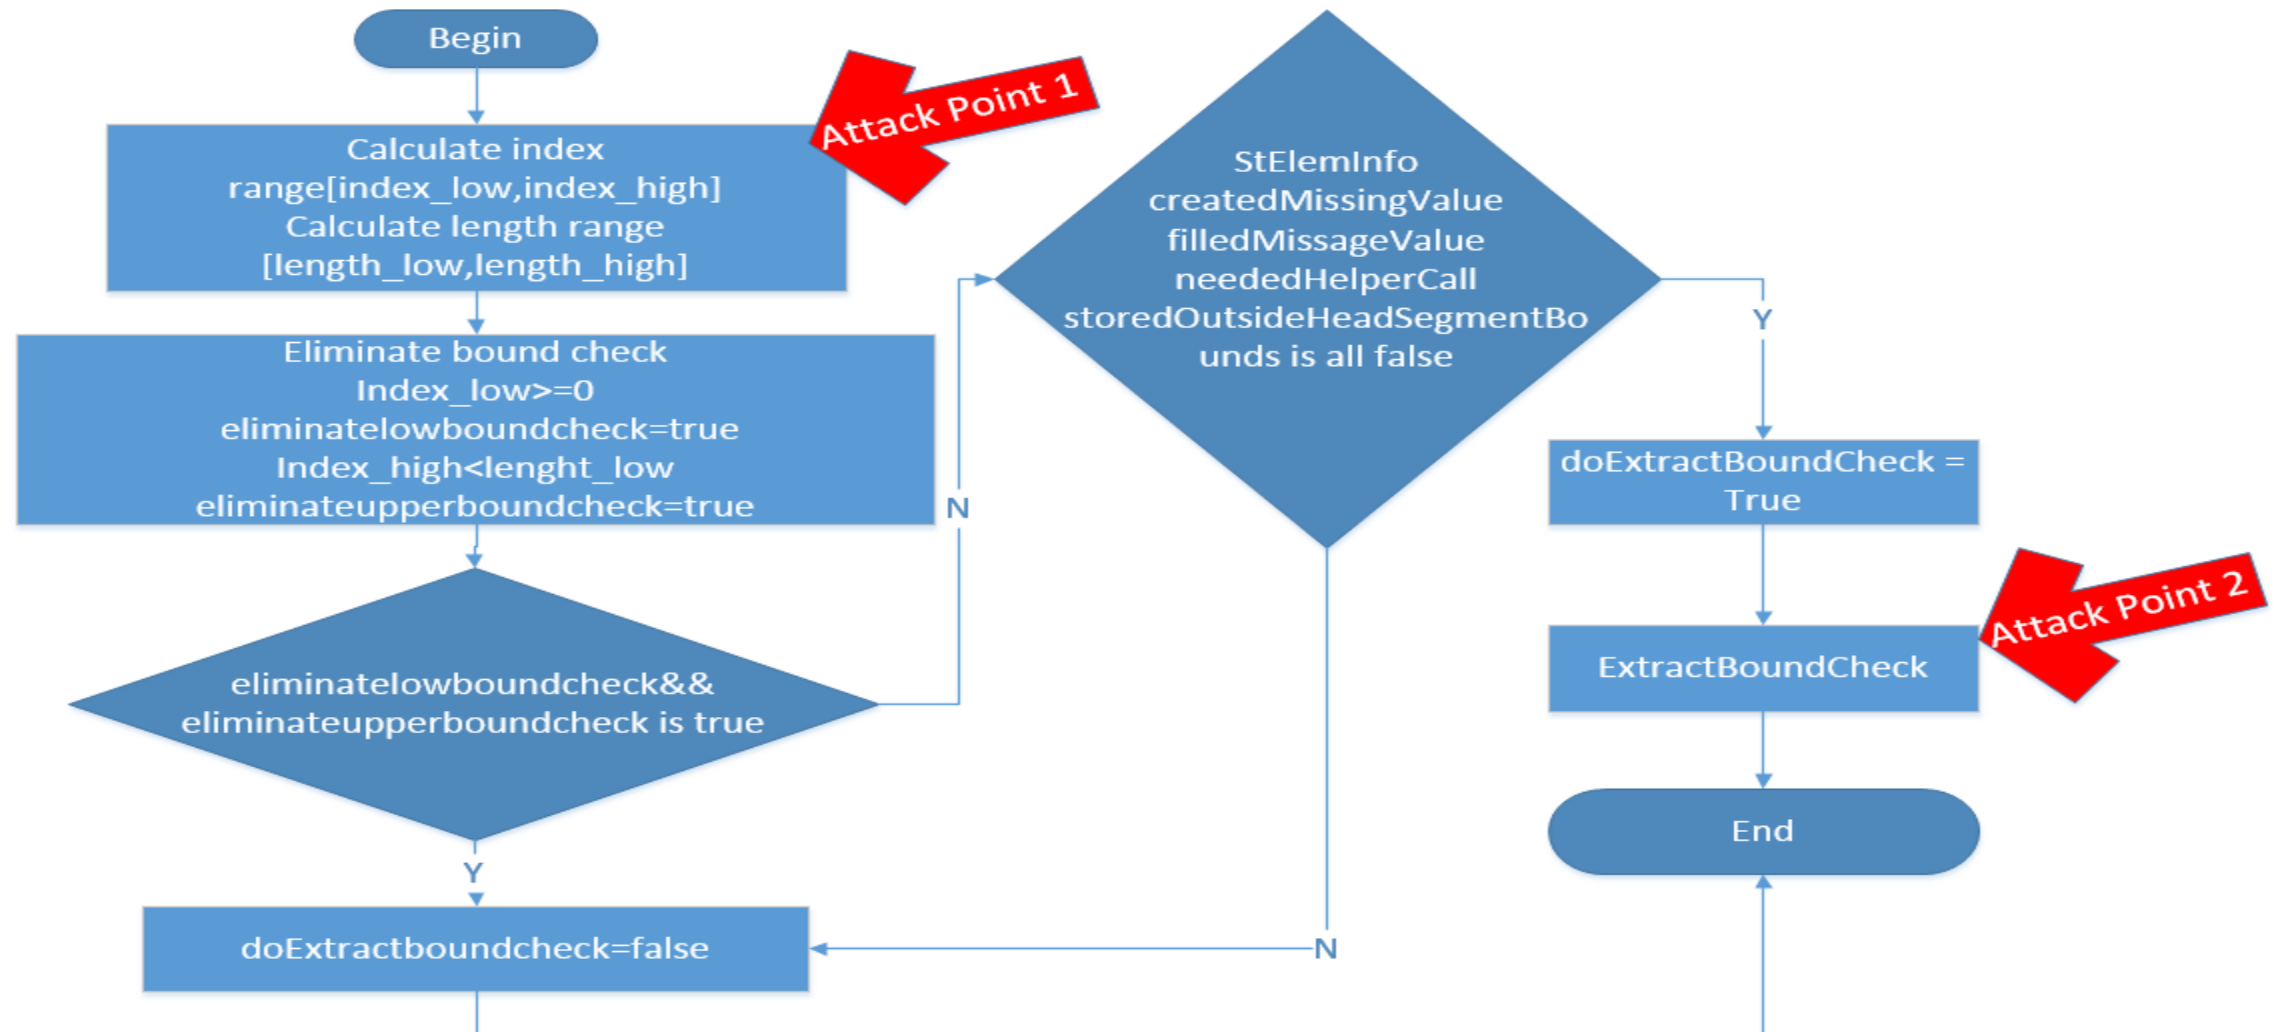 Begin
Attack Point 1
Calculate index
range[index_low,index_high]
Calculate length range
[length_low,length_high]
Eliminate bound check
Index_low>=0
eliminatelowboundcheck=true
Index_high<lenght_low
eliminateupperboundcheck=true
N
eliminatelowboundcheck&&
eliminateupperboundcheck is true
Y
doExtractboundcheck=false
StElemInfo
createdMissingValue
filledMissageValue
neededHelperCall
storedOutsideHeadSegmentBo
unds is all false
N
Y
doExtractBoundCheck =
True
Attack Point 2
ExtractBoundCheck
End